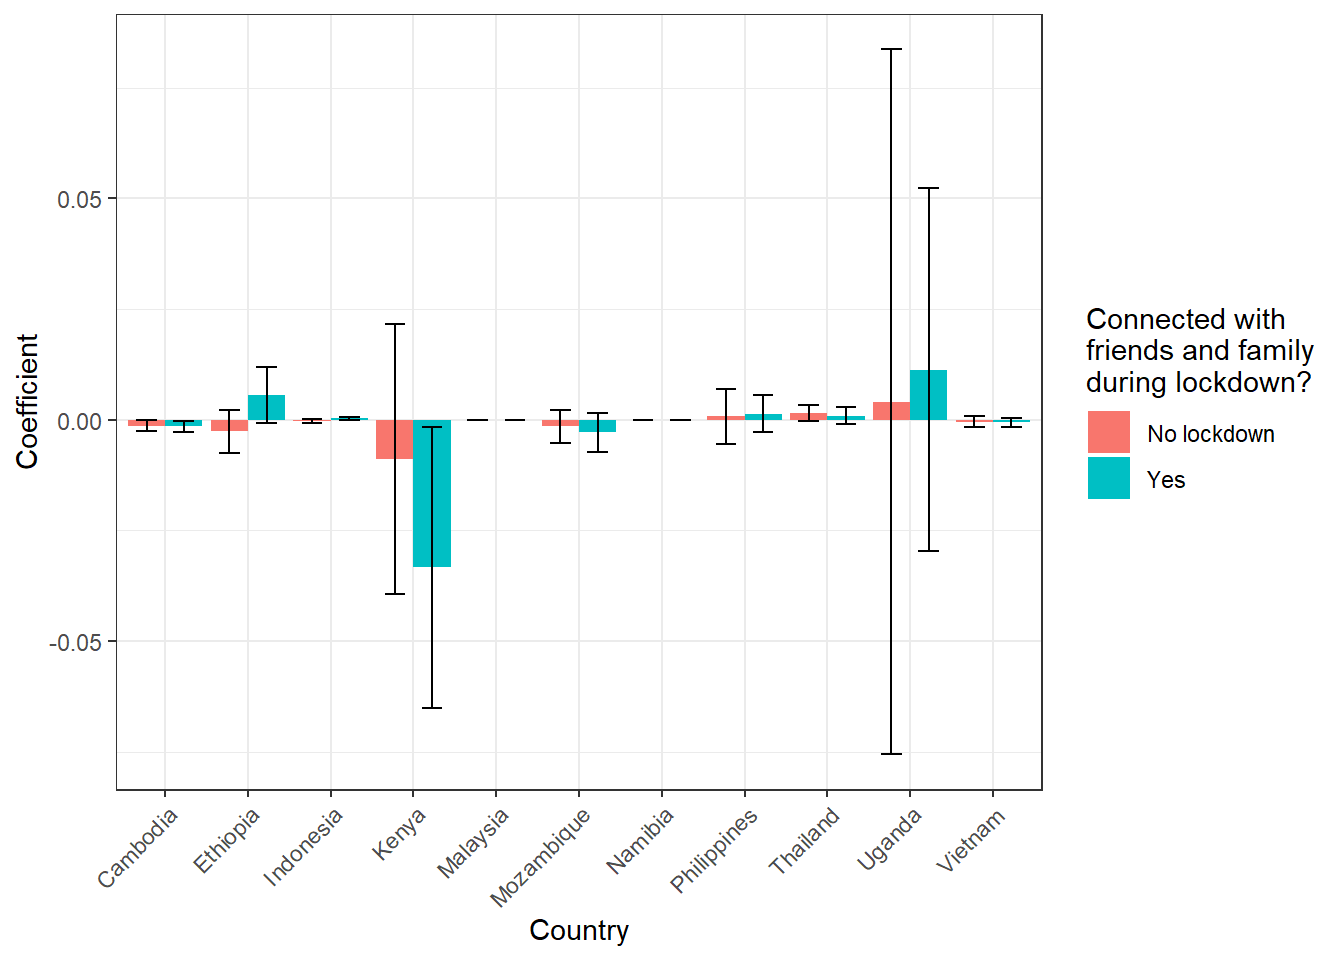 0.05
0.00
-0.05
Coefficient
Cambodia
Ethiopia
Indonesia
Kenya
Malaysia
Mozambique
Namibia
Philippines
Thailand
Uganda
Vietnam
Country
Connected with
friends and family
during lockdown?
No lockdown
Yes